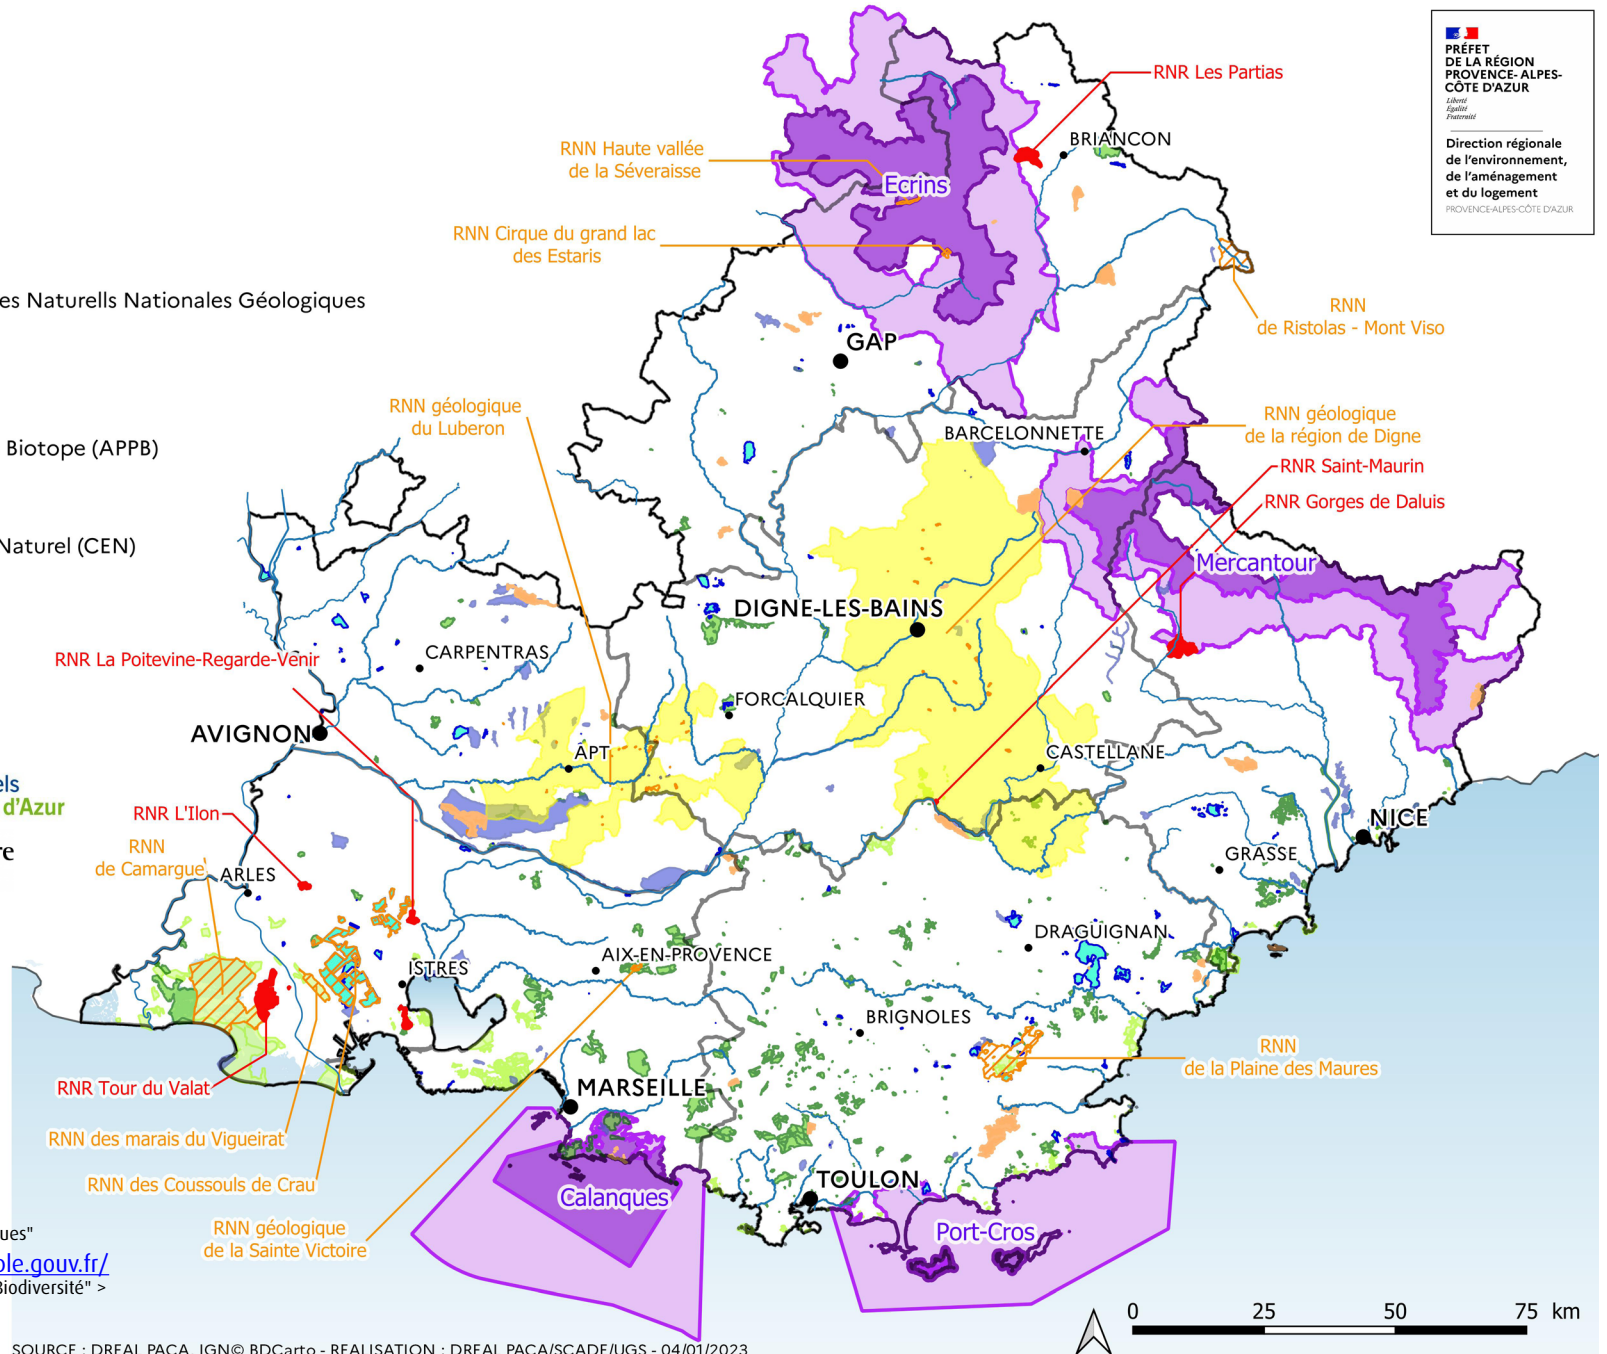 PRÉFET
DE LA RÉGION
PROVENCE- ALPES-
CÔTE D'AZUR
Liberté
Égalité
Fraternité
Direction régionale
de l'environnement,
de l'aménagement
et du logement
PROVENCE-ALPES-CÔTE D'AZUR
RNR Les Partias
BRIANCON
RNN Haute vallée
de la Séveraisse
Ecrins
RNN Cirque du grand lac
des Estaris
es Naturells Nationales Géologiques
RNN
de Ristolas - Mont Viso
GAP
RNN géologique
du Luberon
RNN géologique
de la région de Digne
BARCELONNETTE
Biotope (APPB)
RNR Saint-Maurin
RNR Gorges de Daluis
Naturel (CEN)
Mercantour
DIGNE-LES-BAINS
CARPENTRAS
RNR La Poitevine-Regarde-Venir
FORCALQUIER
AVIGNON
APT
CASTELLANE
els
d'Azur
RNR L'Ilon
NICE
re
RNN
de Camargue
GRASSE
ARLES
DRAGUIGNAN
AIX-EN-PROVENCE
ISTRES
BRIGNOLES
RNN
de la Plaine des Maures
RNR Tour du Valat
MARSEILLE
RNN des marais du Vigueirat
RNN des Coussouls de Crau
TOULON
Calanques
RNN géologique
de la Sainte Victoire
Port-Cros
ues"
ble.gouv.fr/
Biodiversité" >
0 25 50 75 km
SOURCE : DREAL PACA, IGN© BDCarto - REALISATION : DREAL PACA/SCADE/UGS - 04/01/2023